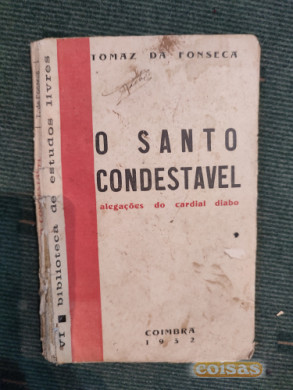 TOMAZ DA FONSECA
O SANTO
CONDESTAVEL
alegações do cardial diabo
COIMBRA
1932
VI biblioteca de estudos livres
coisas